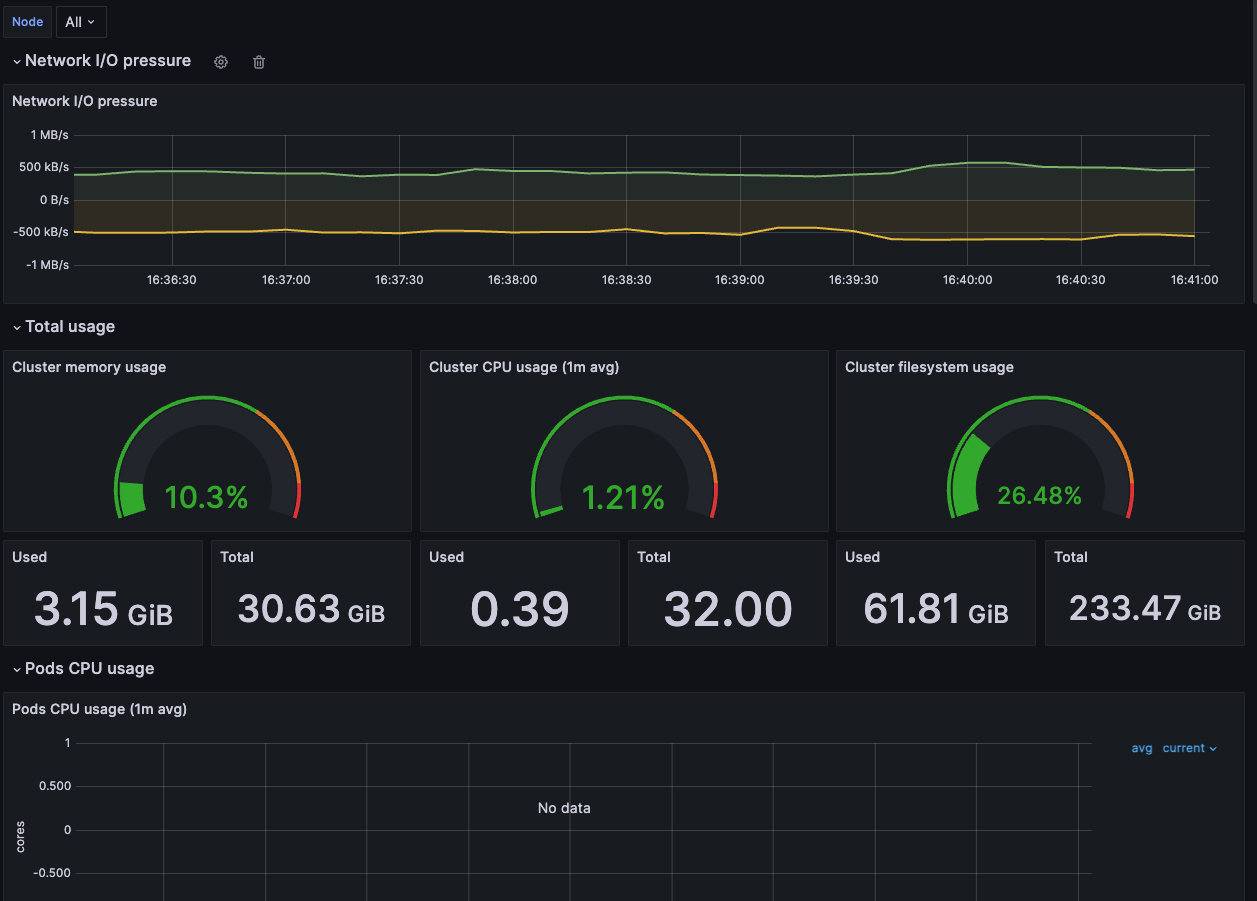 Node All
Network I/O pressure
Network I/O pressure
1 MB/s
500 kB/s
0 B/s
-500 kB/s
-1 MB/s
16:36:30 16:37:00 16:37:30 16:38:00 16:38:30 16:39:00 16:39:30 16:40:00 16:40:30 16:41:00
Total usage
Cluster memory usage Cluster CPU usage (1m avg) Cluster filesystem usage
10.3% 1.21% 26.48%
Used Total Used Total Used Total
3.15 GiB 30.63 GiB 0.39 32.00 61.81 GiB 233.47 GiB
Pods CPU usage
Pods CPU usage (1m avg)
avg current
1
0.500
No data
0
cores
-0.500